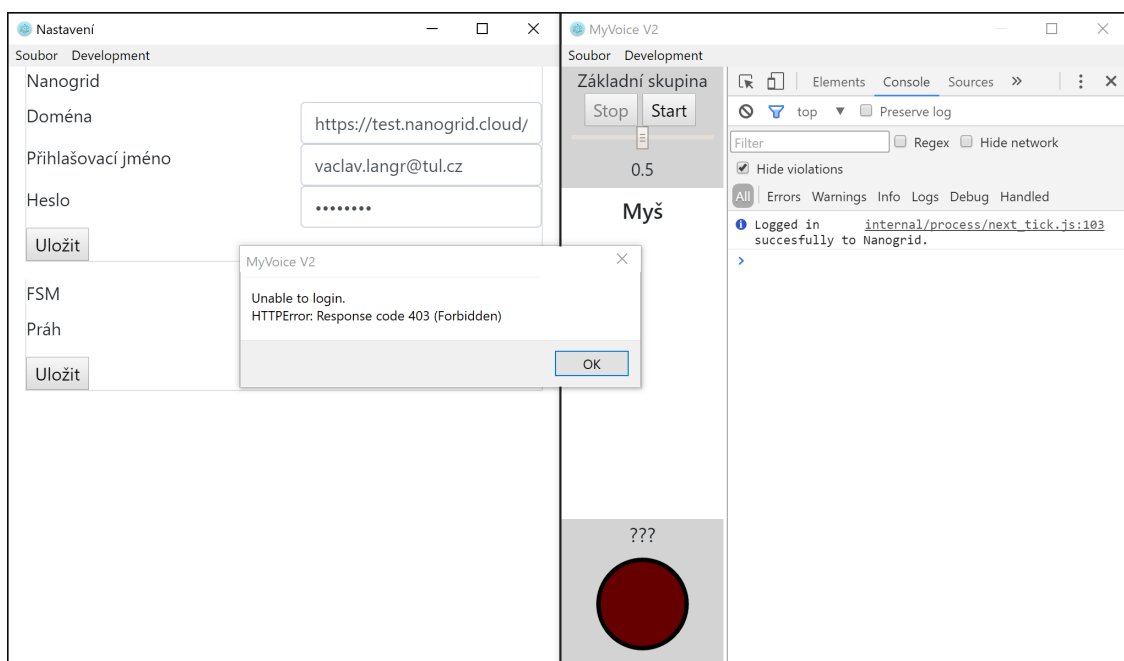 Nastavení
Soubor Development
Nanogrid
Doména
https://test.nanogrid.cloud/
Přihlašovací jméno
vaclav.langr@tul.cz
Heslo
••••••••
Uložit
FSM
Práh
Uložit
MyVoice V2
Unable to login.
HTTPError: Response code 403 (Forbidden)
OK
MyVoice V2
Soubor Development
Základní skupina
Stop Start
0.5
Myš
???
Elements Console Sources »
top ▼ Preserve log
Filter Regex Hide network
Hide violations
All Errors Warnings Info Logs Debug Handled
Logged in internal/process/next_tick.js:103
succesfully to Nanogrid.
>